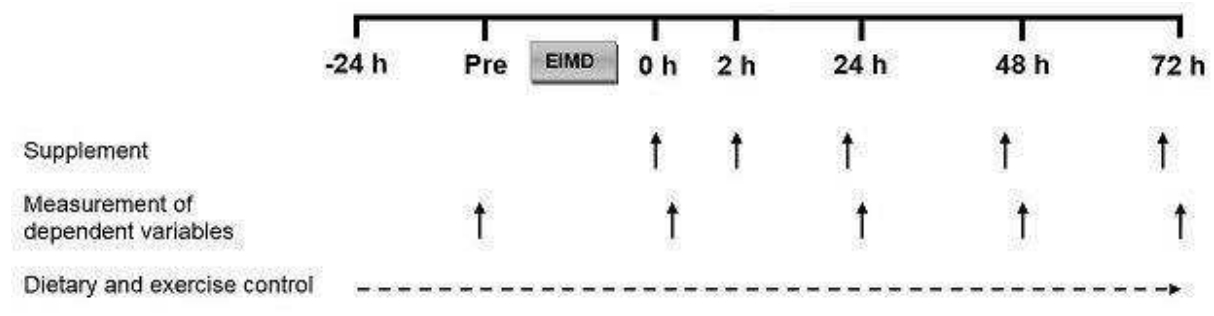 -24 h Pre EIMD 0 h 2 h 24 h 48 h 72 h
Supplement
Measurement of
dependent variables
Dietary and exercise control